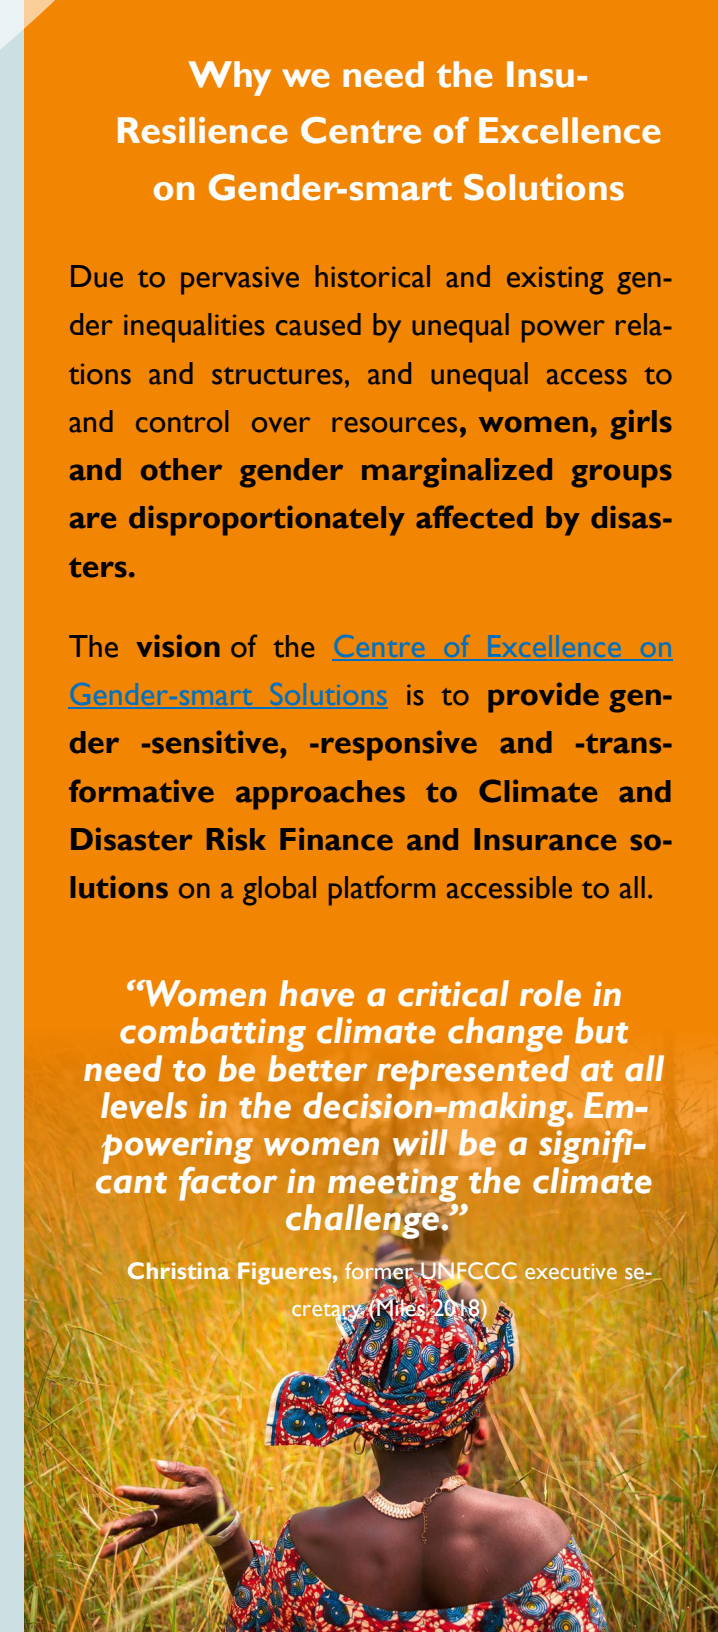 Why we need the Insu-
Resilience Centre of Excellence
on Gender-smart Solutions
Due to pervasive historical and existing gen-
der inequalities caused by unequal power rela-
tions and structures, and unequal access to
and control over resources, women, girls
and other gender marginalized groups
are disproportionately affected by disas-
ters.
The vision of the Centre of Excellence on
Gender-smart Solutions is to provide gen-
der -sensitive, -responsive and -trans-
formative approaches to Climate and
Disaster Risk Finance and Insurance so-
lutions on a global platform accessible to all.
“Women have a critical role in
combatting climate change but
need to be better represented at all
levels in the decision-making. Em-
powering women will be a signifi-
cant factor in meeting the climate
challenge.”
Christina Figueres, former UNFCCC executive se-
cretary (Miles 2018)